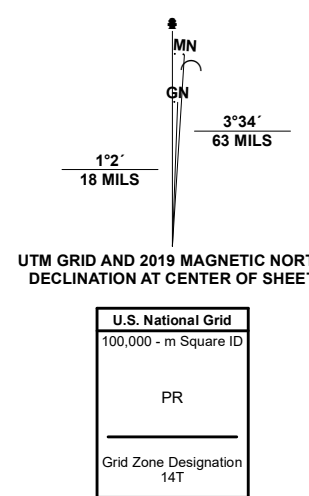 MN
GN
3°34´
63 MILS
1°2´
18 MILS
UTM GRID AND 2019 MAGNETIC NORT
DECLINATION AT CENTER OF SHEET
U.S. National Grid
100,000 - m Square ID
PR
Grid Zone Designation
14T